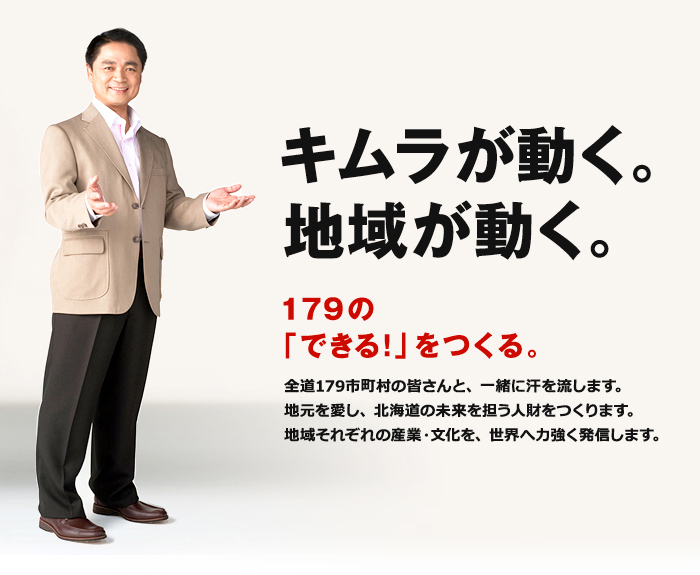 キムラが動く。
地域が動く。
179の
「できる!」をつくる。
全道179市町村の皆さんと、一緒に汗を流します。
地元を愛し、北海道の未来を担う人財をつくります。
地域それぞれの産業・文化を、世界へ力強く発信します。